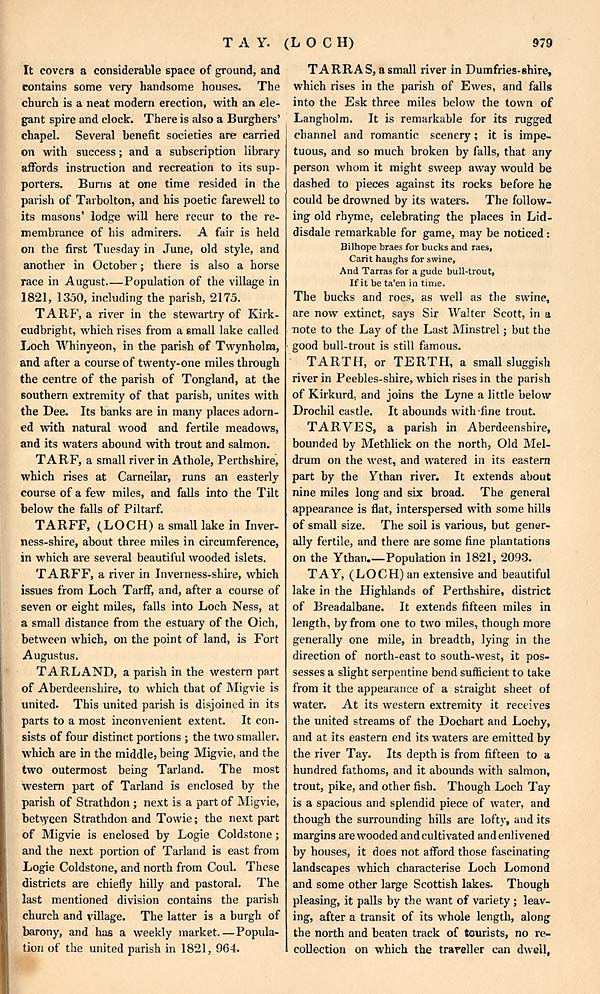 TAY. (LOCH) 979
It covers a considerable space of ground, and
contains some very handsome houses. The
church is a neat modern erection, with an ele-
gant spire and clock. There is also a Burghers'
chapel. Several benefit societies are carried
on with success; and a subscription library
affords instruction and recreation to its sup-
porters. Burns at one time resided in the
parish of Tarbolton, and his poetic farewell to
its masons' lodge will here recur to the re-
membrance of his admirers. A fair is held
on the first Tuesday in June, old style, and
another in October; there is also a horse
race in August.—Population of the village in
1821, 1350, including the parish, 2175.
TARF, a river in the stewartry of Kirk-
cudbright, which rises from a small lake called
Loch Whinyeon, in the parish of Twynholm,
and after a course of twenty-one miles through
the centre of the parish of Tongland, at the
southern extremity of that parish, unites with
the Dee. Its banks are in many places adorn-
ed with natural wood and fertile meadows,
and its waters abound with trout and salmon.
TARF, a small river in Athole, Perthshire,
which rises at Carneilar, runs an easterly
course of a few miles, and falls into the Tilt
below the falls of Piltarf.
TARFF, (LOCH) a small lake in Inver-
ness-shire, about three miles in circumference,
in which are several beautiful wooded islets.
TARFF, a river in Inverness-shire, which
issues from Loch Tarff, and, after a course of
seven or eight miles, falls into Loch Ness, at
a small distance from the estuary of the Oich,
between which, on the point of land, is Fort
Augustus.
TARLAND, a parish in the western part
of Aberdeenshire, to which that of Migvie is
united. This united parish is disjoined in its
parts to a most inconvenient extent. It con-
sists of four distinct portions; the two smaller,
which are in the middle, being Migvie, and the
two outermost being Tarland. The most
western part of Tarland is enclosed by the
parish of Strathdon; next is a part of Migvie,
between Strathdon and Towie; the next part
of Migvie is enclosed by Logie Coldstone;
and the next portion of Tarland is east from
Logie Coldstone, and north from Coul. These
districts are chiefly hilly and pastoral. The
last mentioned division contains the parish
church and village. The latter is a burgh of
barony, and has a weekly market.—Popula-
tion of the united parish in 1821, 964.
TARRAS, a small river in Dumfries-shire,
which rises in the parish of Ewes, and falls
into the Esk three miles below the town of
Langholm. It is remarkable for its rugged
channel and romantic scenery; it is impe-
tuous, and so much broken by falls, that any
person whom it might sweep away would be
dashed to pieces against its rocks before he
could be drowned by its waters. The follow-
ing old rhyme, celebrating the places in Lid-
disdale remarkable for game, may be noticed:
Bilhope braes for bucks and raes,
Carit haughs for swine,
And Tarras for a gude bull-trout,
If it be ta'en in time.
The bucks and roes, as well as the swine,
are now extinct, says Sir Walter Scott, in a
note to the Lay of the Last Minstrel; but the
good bull-trout is still famous.
TARTH, or TERTH, a small sluggish
river in Peebles-shire, which rises in the parish
of Kirkurd, and joins the Lyne a little below
Drochil castle. It abounds with fine trout.
TARVES, a parish in Aberdeenshire,
bounded by Methlick on the north, Old Mel-
drum on the west, and watered in its eastern
part by the Ythan river. It extends about
nine miles long and six broad. The general
appearance is flat, interspersed with some hills
of small size. The soil is various, but gener-
ally fertile, and there are some fine plantations
on the Ythan.—Population in 1821, 2093.
TAY, (LOCH) an extensive and beautiful
lake in the Highlands of Perthshire, district
of Breadalbane. It extends fifteen miles in
length, by from one to two miles, though more
generally one mile, in breadth, lying in the
direction of north-east to south-west, it pos-
sesses a slight serpentine bend sufficient to take
from it the appearance of a straight sheet of
water. At its western extremity it receives
the united streams of the Dochart and Lochy,
and at its eastern end its waters are emitted by
the river Tay. Its depth is from fifteen to a
hundred fathoms, and it abounds with salmon,
trout, pike, and other fish. Though Loch Tay
is a spacious and splendid piece of water, and
though the surrounding hills are lofty, and its
margins are wooded and cultivated and enlivened
by houses, it does not afford those fascinating
landscapes which characterise Loch Lomond
and some other large Scottish lakes. Though
pleasing, it palls by the want of variety; leav-
ing, after a transit of its whole length, along
the north and beaten track of tourists, no re-
collection on which the traveller can dwell,